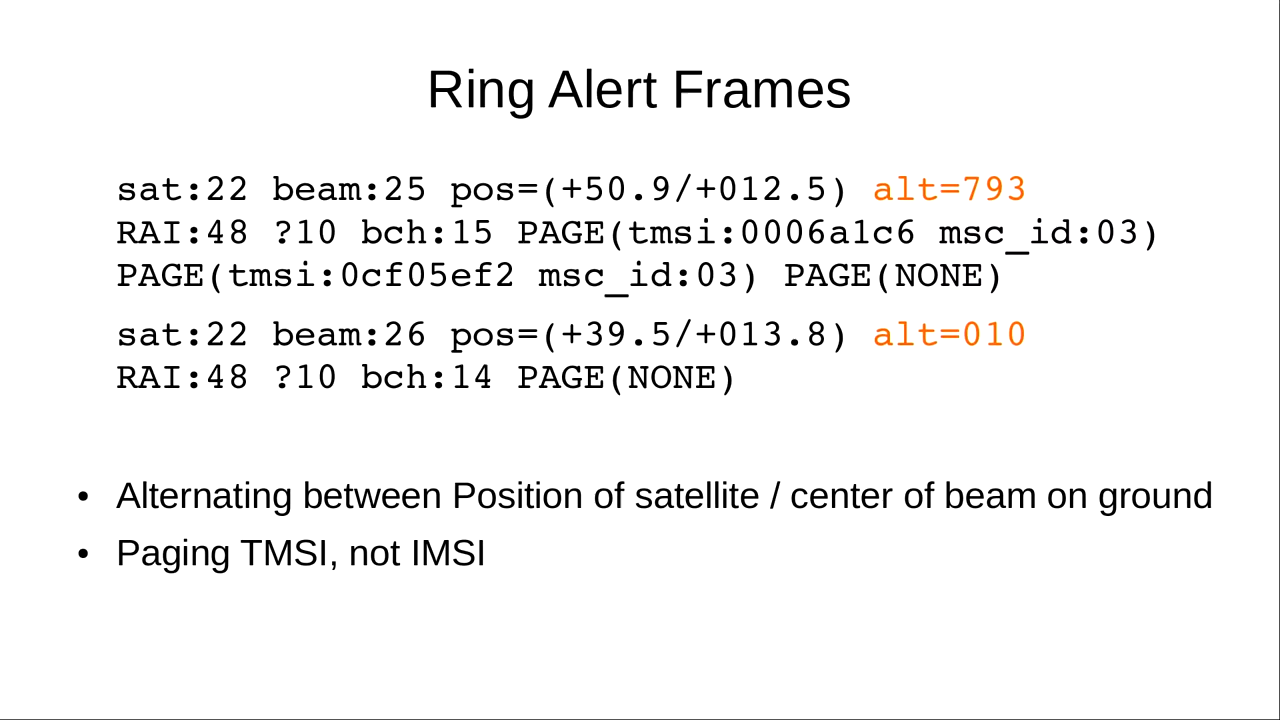 Ring Alert Frames
sat:22 beam:25 pos=(+50.9/+012.5) alt=793
RAI:48 ?10 bch:15 PAGE(tmsi:0006a1c6 msc_id:03)
PAGE(tmsi:0cf05ef2 msc_id:03) PAGE(NONE)
sat:22 beam:26 pos=(+39.5/+013.8) alt=010
RAI:48 ?10 bch:14 PAGE(NONE)
• Alternating between Position of satellite / center of beam on ground
• Paging TMSI, not IMSI